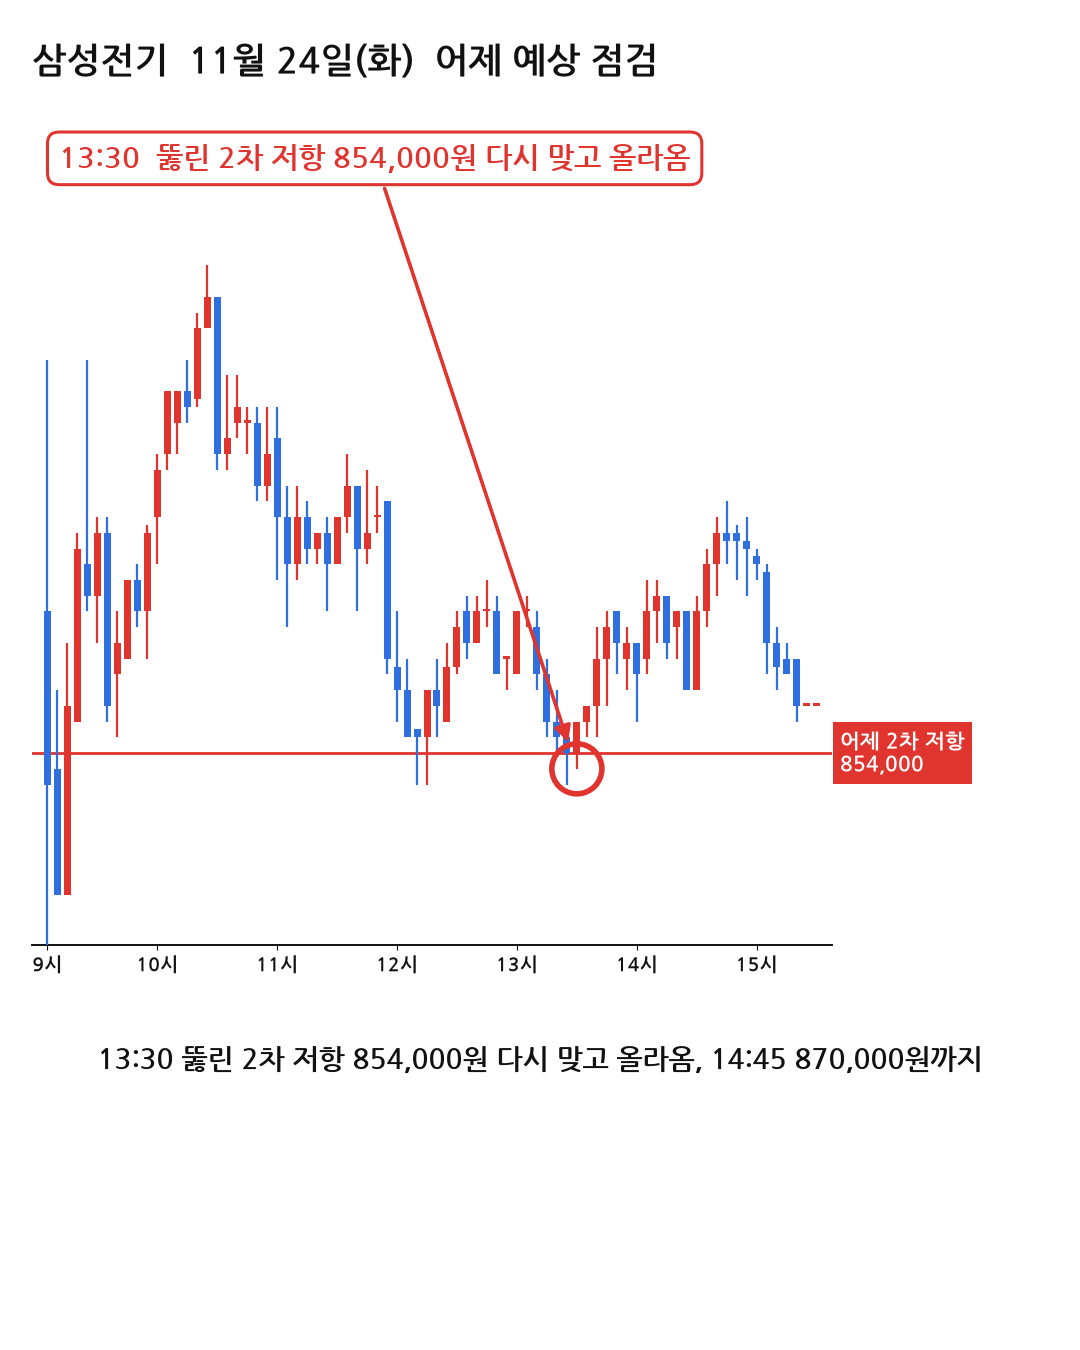 삼성전기 11월 24일(화) 어제 예상 점검
13:30 뚫린 2차 저항 854,000원 다시 맞고 올라옴
어제 2차 저항
854,000
9시 10시 11시 12시 13시 14시 15시
13:30 뚫린 2차 저항 854,000원 다시 맞고 올라옴, 14:45 870,000원까지